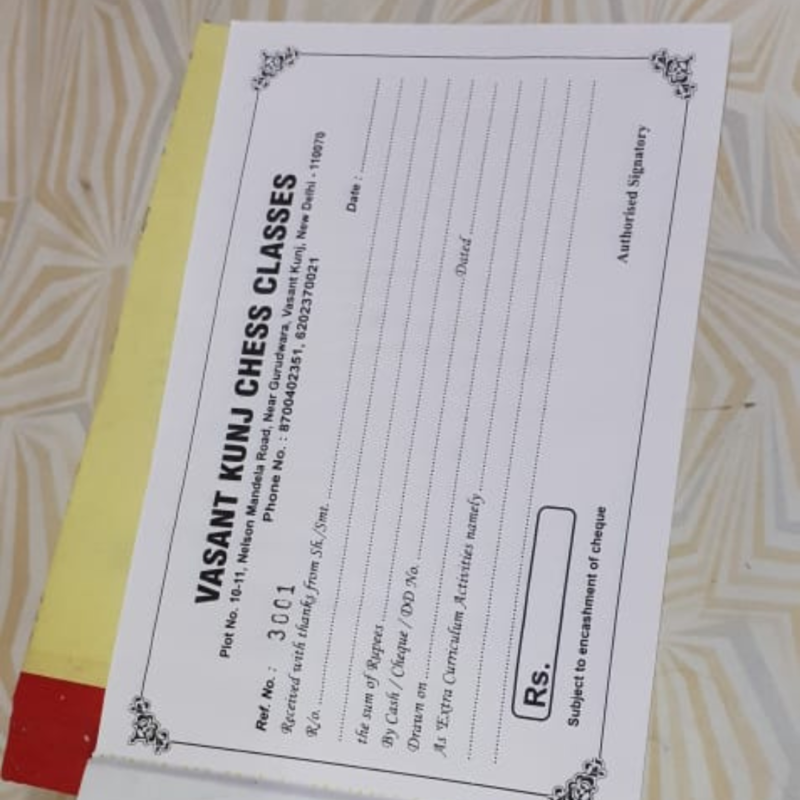 VASANT KUNJ CHESS CLASSES
Plot No. 10-11, Nelson Mandela Road, Near Gurudwara, Vasant Kunj, New Delhi - 110070
Phone No. : 8700402351, 6202370021
Ref. No. : 3001 Date :
Received with thanks from Sh./Smt.
R/o.
the sum of Rupees
By Cash / Cheque / DD No.
Drawn on Dated
As Extra Curriculum Activities namely
Rs.
Subject to encashment of cheque Authorised Signatory